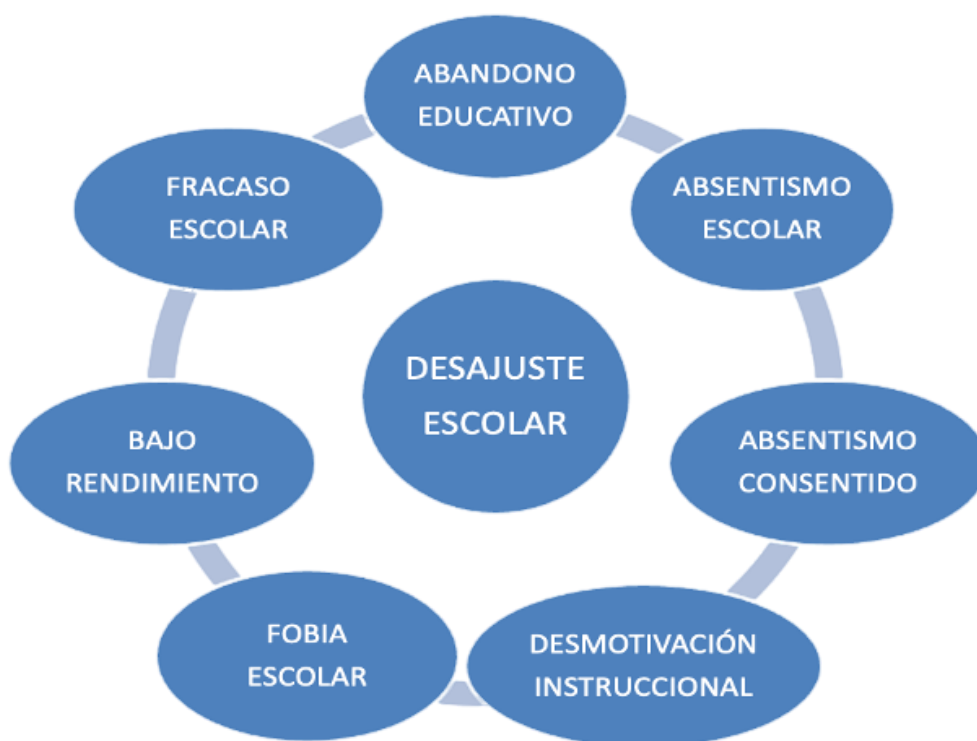 ABANDONO
EDUCATIVO
ABSENTISMO
ESCOLAR
ABSENTISMO
CONSENTIDO
DESMOTIVACIÓN
INSTRUCCIONAL
FOBIA
ESCOLAR
BAJO
RENDIMIENTO
FRACASO
ESCOLAR
DESAJUSTE
ESCOLAR